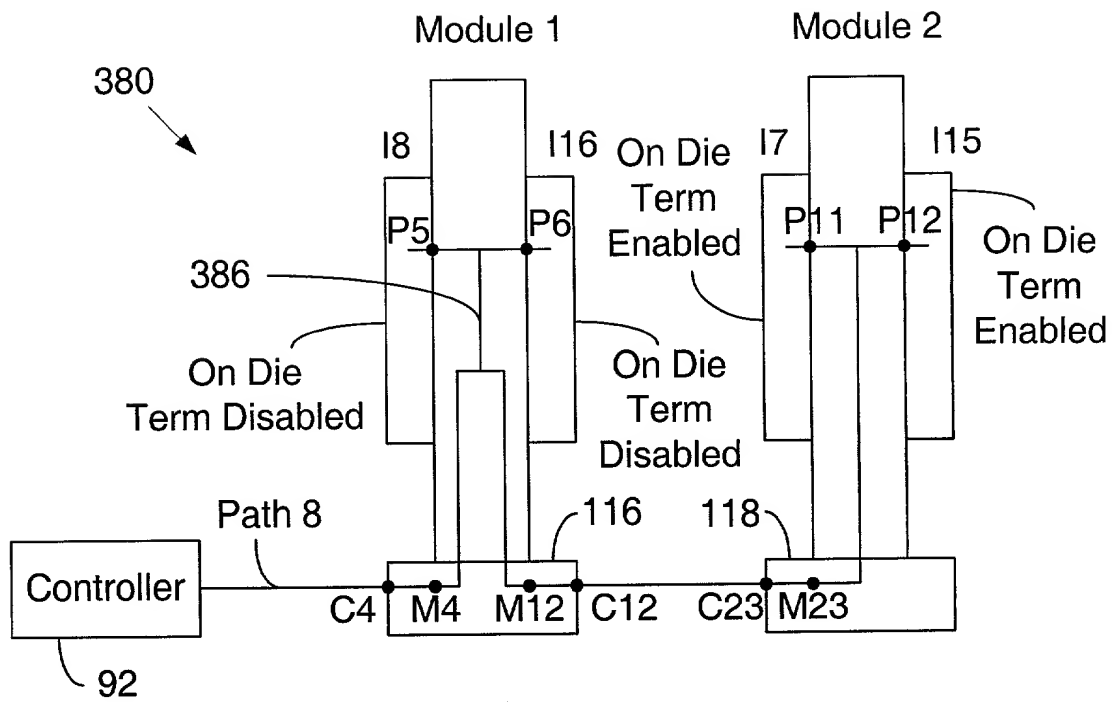 Module 1
Module 2
380
I8
I16
On Die
Term
Enabled
I7
I15
P5
P6
P11
P12
On Die
Term
Enabled
386
On Die
Term Disabled
On Die
Term
Disabled
Path 8
116
118
Controller
C4
M4
M12
C12
C23
M23
92